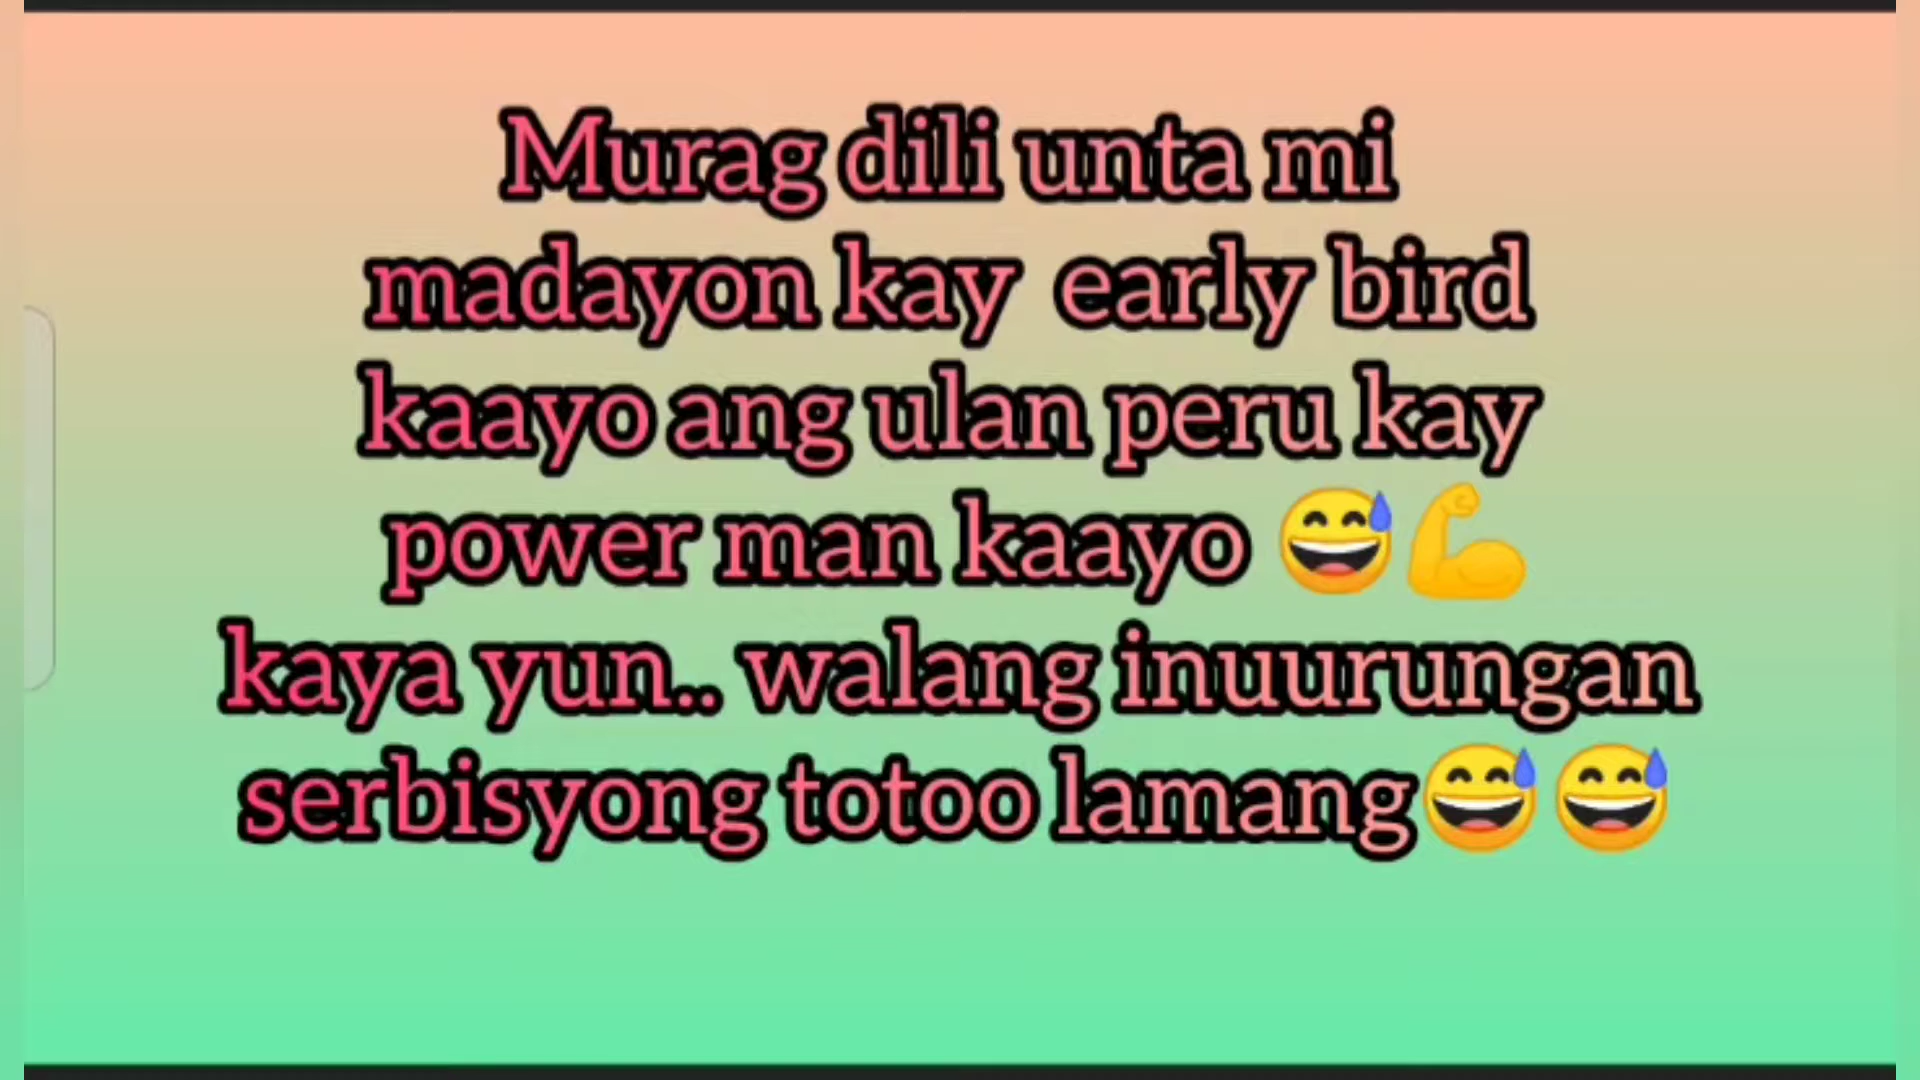 Murag dili unta mi
madayon kay early bird
kaayo ang ulan peru kay
power man kaayo 😅💪
kaya yun.. walang inuurungan
serbisyong totoo lamang😅😅